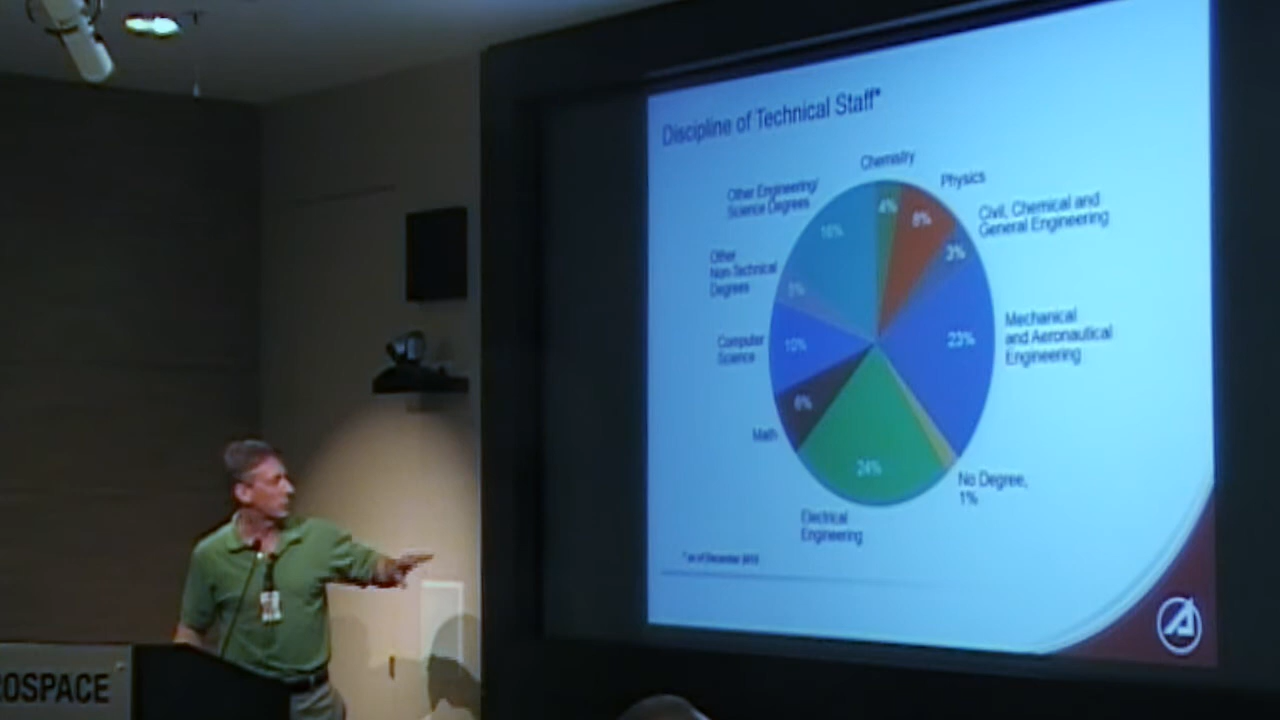 Discipline of Technical Staff*
Chemistry
Physics
Other Engineering/
Science Degrees
4%
8%
16%
Civil, Chemical and
General Engineering
3%
Other
Non-Technical
Degrees
5%
Mechanical
and Aeronautical
Engineering
23%
Computer
Science
10%
6%
Math
24%
No Degree,
1%
Electrical
Engineering
* as of December
OSPACE